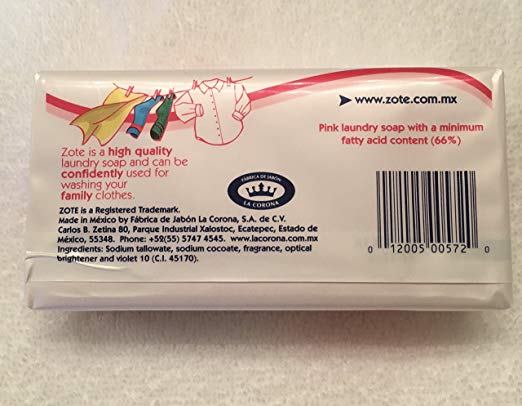 www.zote.com.mx
Pink laundry soap with a minimum
fatty acid content (66%)
Zote is a high quality
laundry soap and can be
confidently used for
washing your
family clothes.
FÁBRICA DE JABÓN
LA CORONA
ZOTE is a Registered Trademark.
Made in México by Fábrica de Jabón La Corona, S.A. de C.V.
Carlos B. Zetina 80, Parque Industrial Xalostoc, Ecatepec, Estado de
México, 55348. Phone: +52(55) 5747 4545. www.lacorona.com.mx
Ingredients: Sodium tallowate, sodium cocoate, fragrance, optical
brightener and violet 10 (C.I. 45170).
0 12005 00572 0